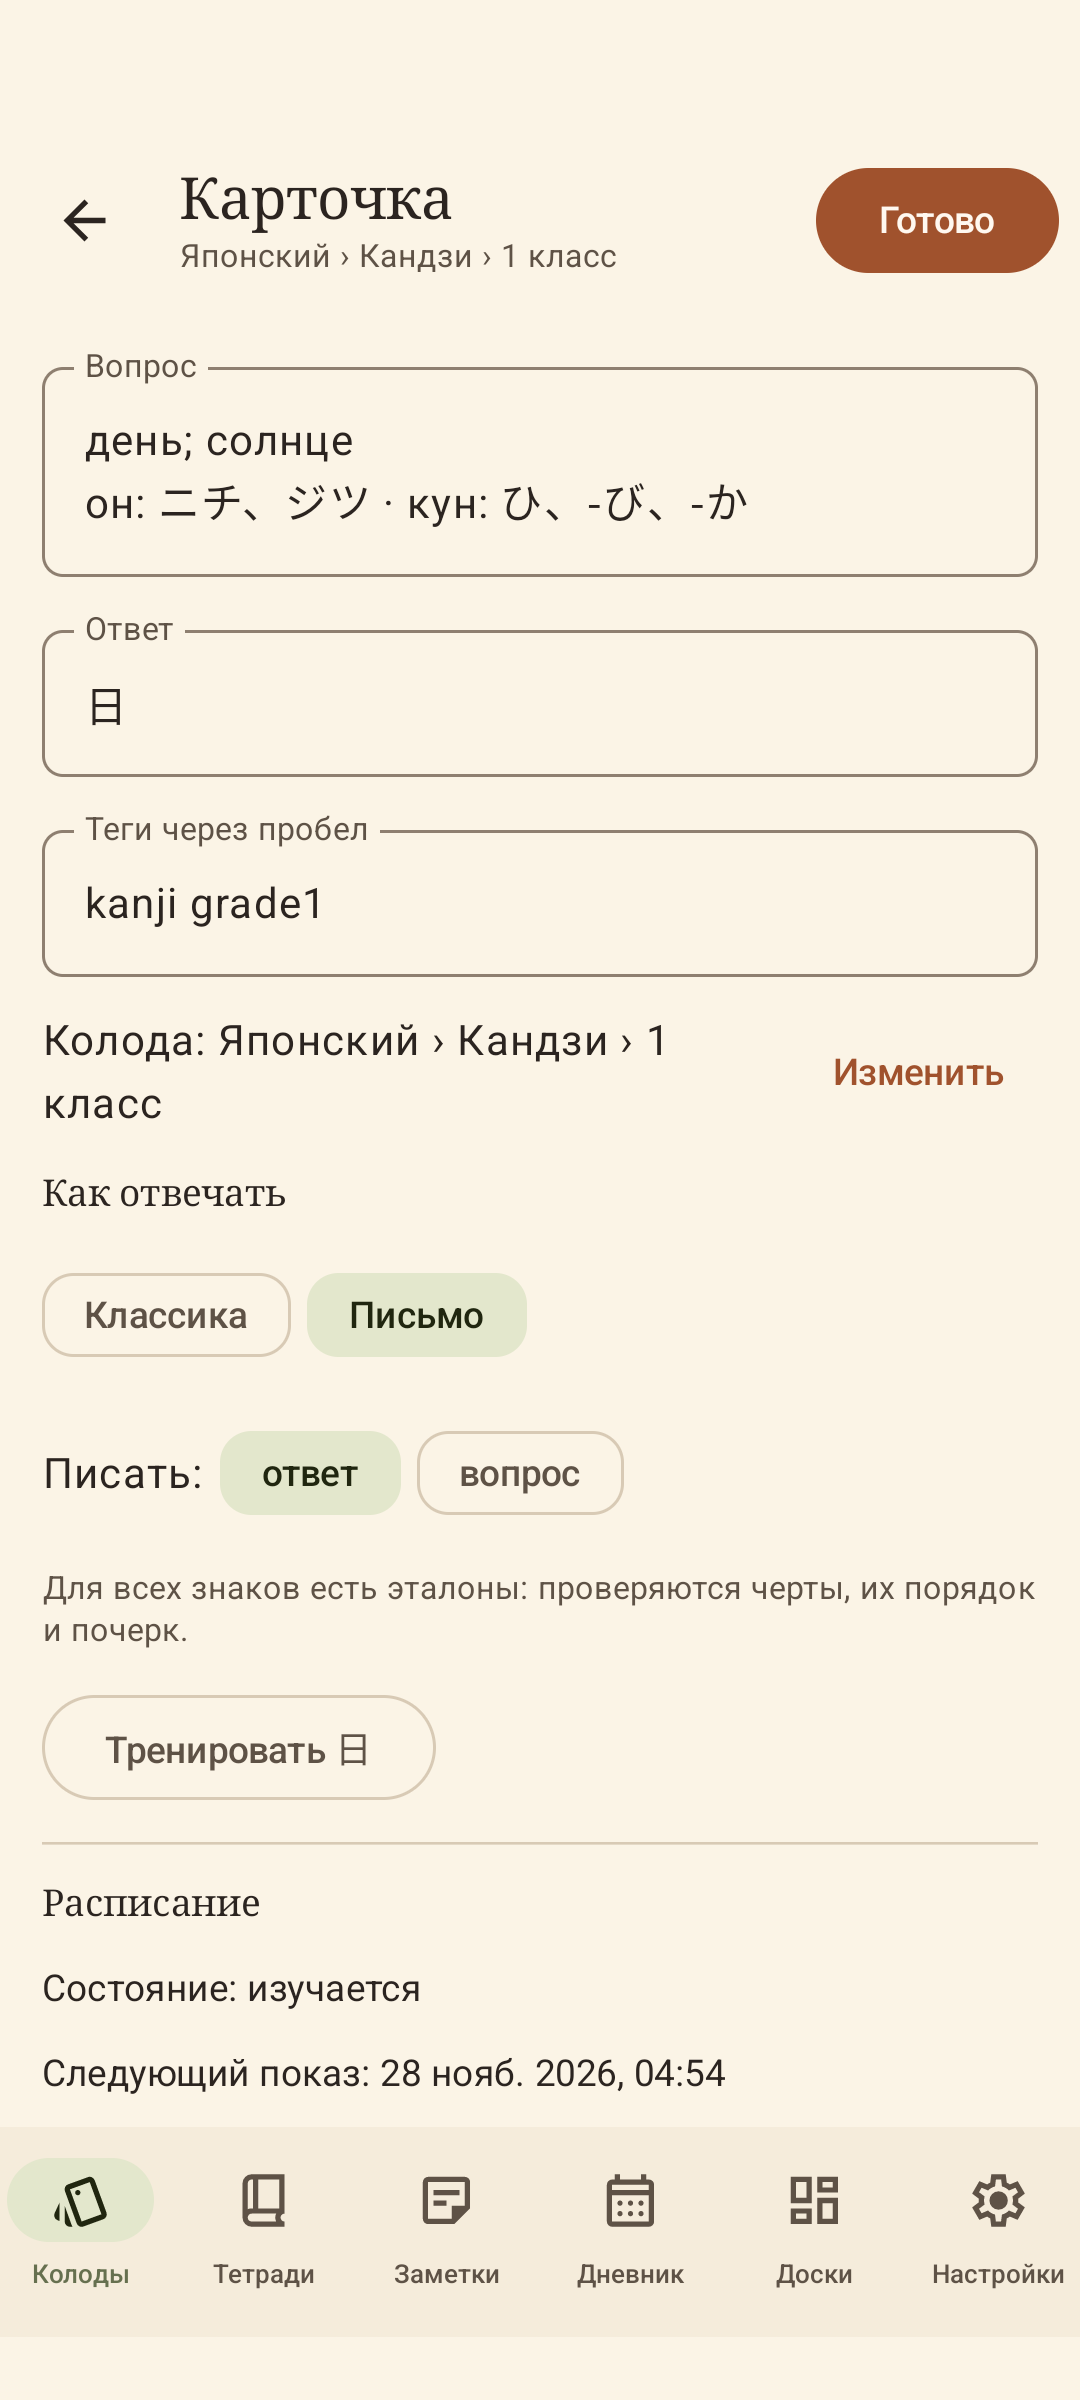 Карточка
Японский › Кандзи › 1 класс
Готово
Вопрос
день; солнце
он: ニチ、ジツ · кун: ひ、-び、-か
Ответ
日
Теги через пробел
kanji grade1
Колода: Японский › Кандзи › 1
класс
Изменить
Как отвечать
Классика
Письмо
Писать:
ответ
вопрос
Для всех знаков есть эталоны: проверяются черты, их порядок
и почерк.
Тренировать 日
Расписание
Состояние: изучается
Следующий показ: 28 нояб. 2026, 04:54
Колоды
Тетради
Заметки
Дневник
Доски
Настройки